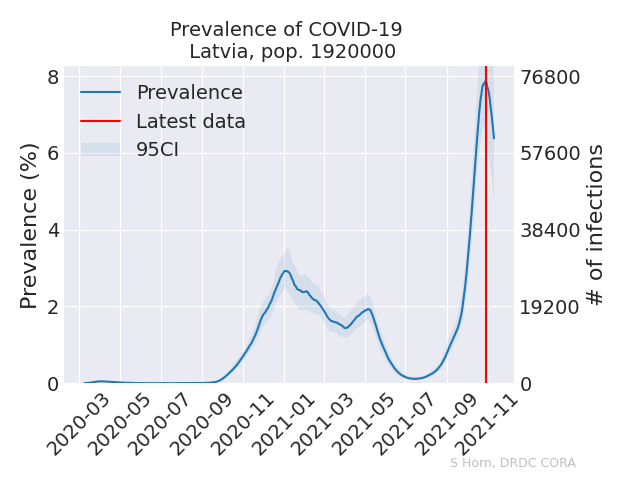 Prevalence of COVID-19
Latvia, pop. 1920000
Prevalence
Latest data
95CI
Prevalence (%)
8
6
4
2
0
76800
57600
38400
19200
0
# of infections
2020-03
2020-05
2020-07
2020-09
2020-11
2021-01
2021-03
2021-05
2021-07
2021-09
2021-11
S Horn, DRDC CORA